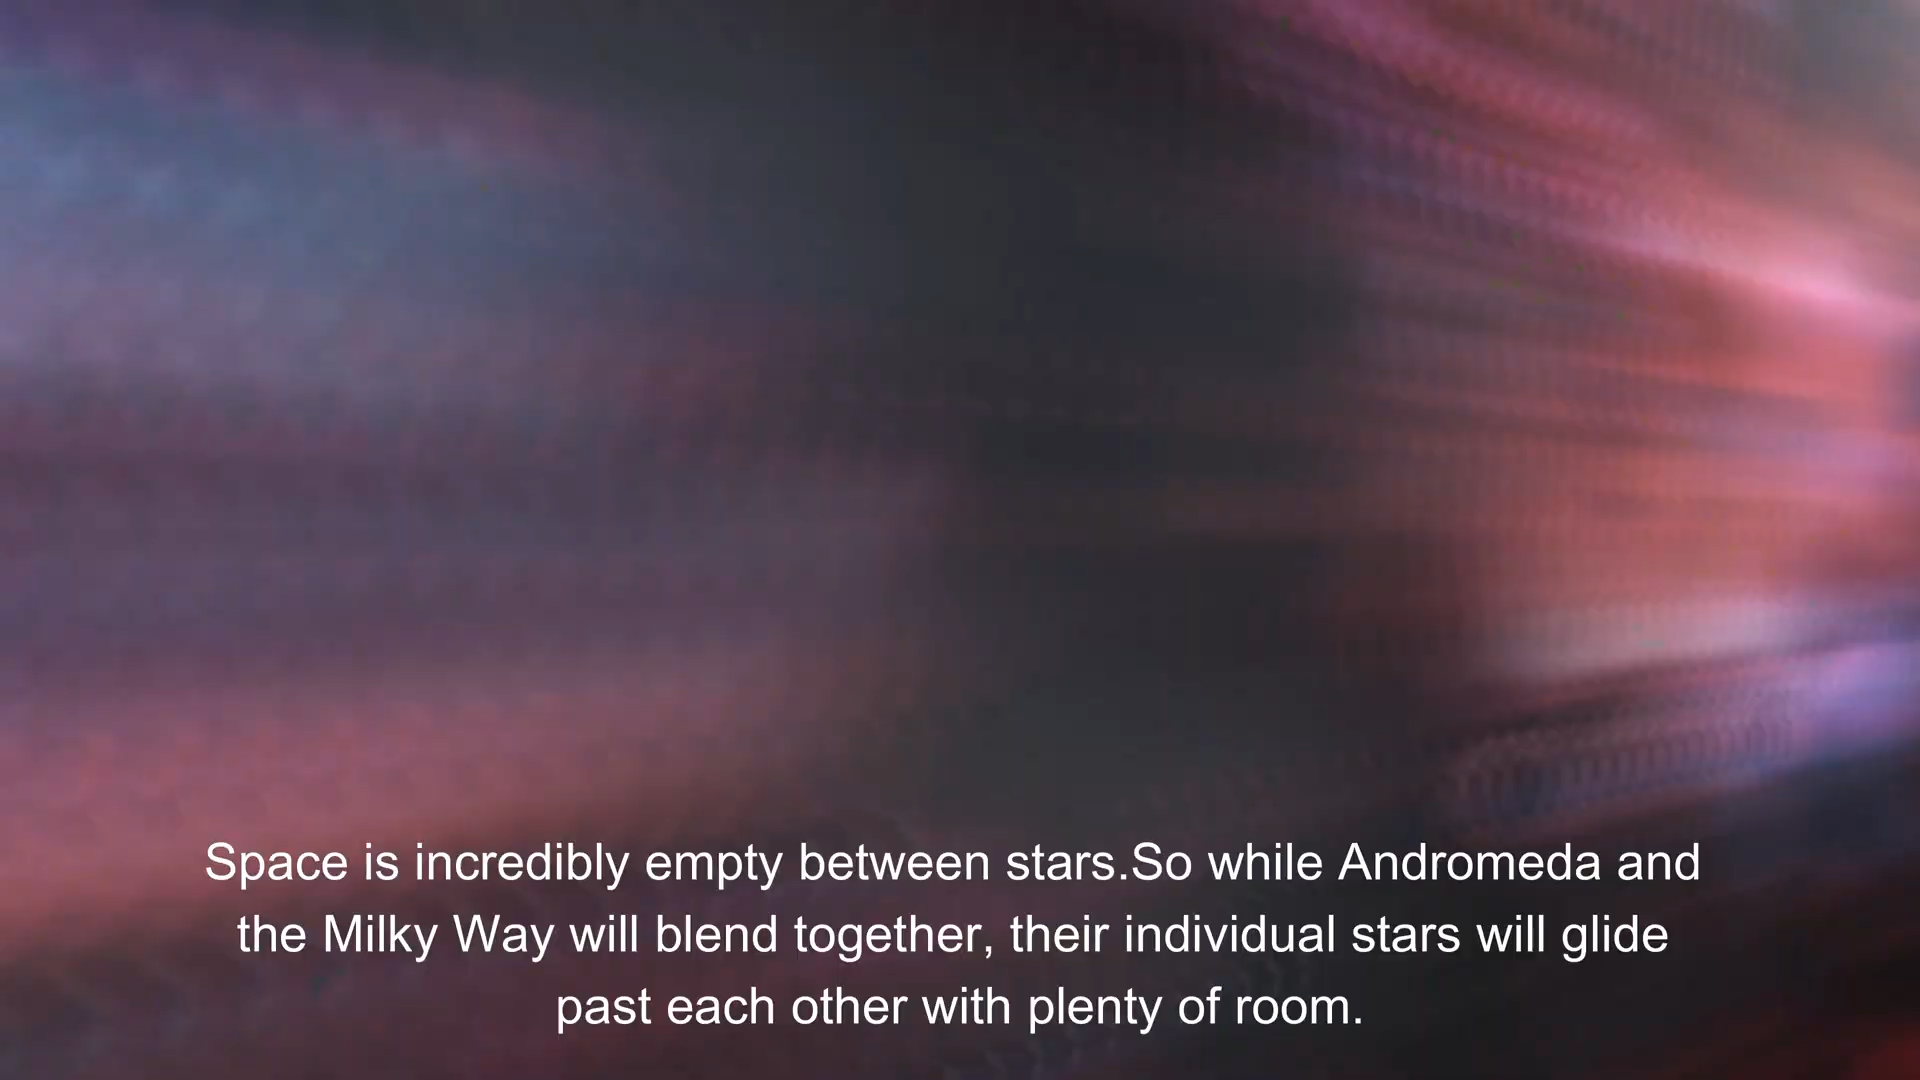 Space is incredibly empty between stars.So while Andromeda and
the Milky Way will blend together, their individual stars will glide
past each other with plenty of room.